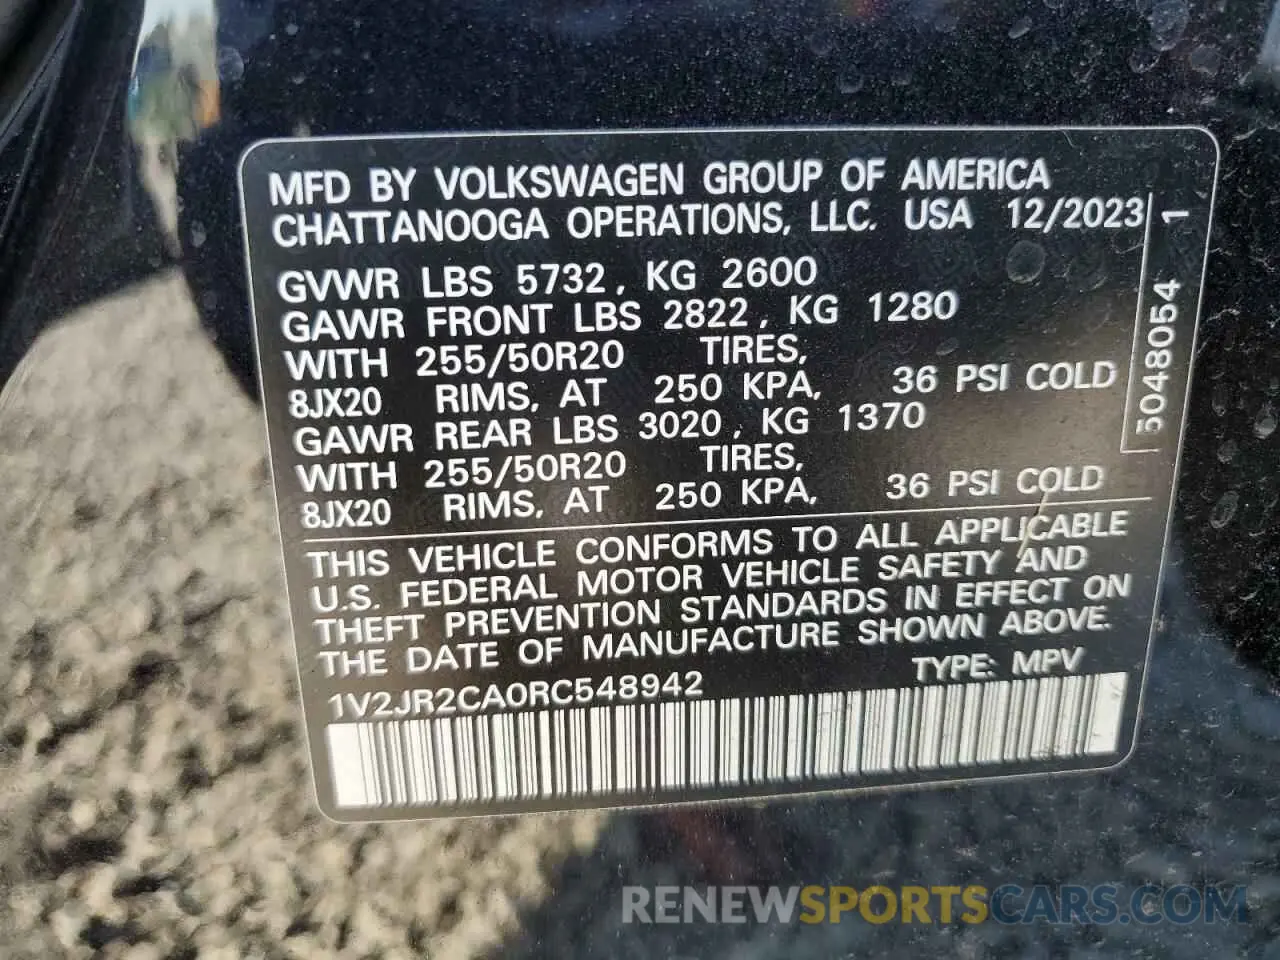 MFD BY VOLKSWAGEN GROUP OF AMERICA
CHATTANOOGA OPERATIONS, LLC. USA 12/2023
GVWR LBS 5732, KG 2600
GAWR FRONT LBS 2822, KG 1280
WITH 255/50R20 TIRES,
8JX20 RIMS, AT 250 KPA, 36 PSI COLD
GAWR REAR LBS 3020, KG 1370
WITH 255/50R20 TIRES,
8JX20 RIMS, AT 250 KPA, 36 PSI COLD
5048054 1
THIS VEHICLE CONFORMS TO ALL APPLICABLE
U.S. FEDERAL MOTOR VEHICLE SAFETY AND
THEFT PREVENTION STANDARDS IN EFFECT ON
THE DATE OF MANUFACTURE SHOWN ABOVE.
1V2JR2CA0RC548942 TYPE: MPV
RENEWSPORTSCARS.COM